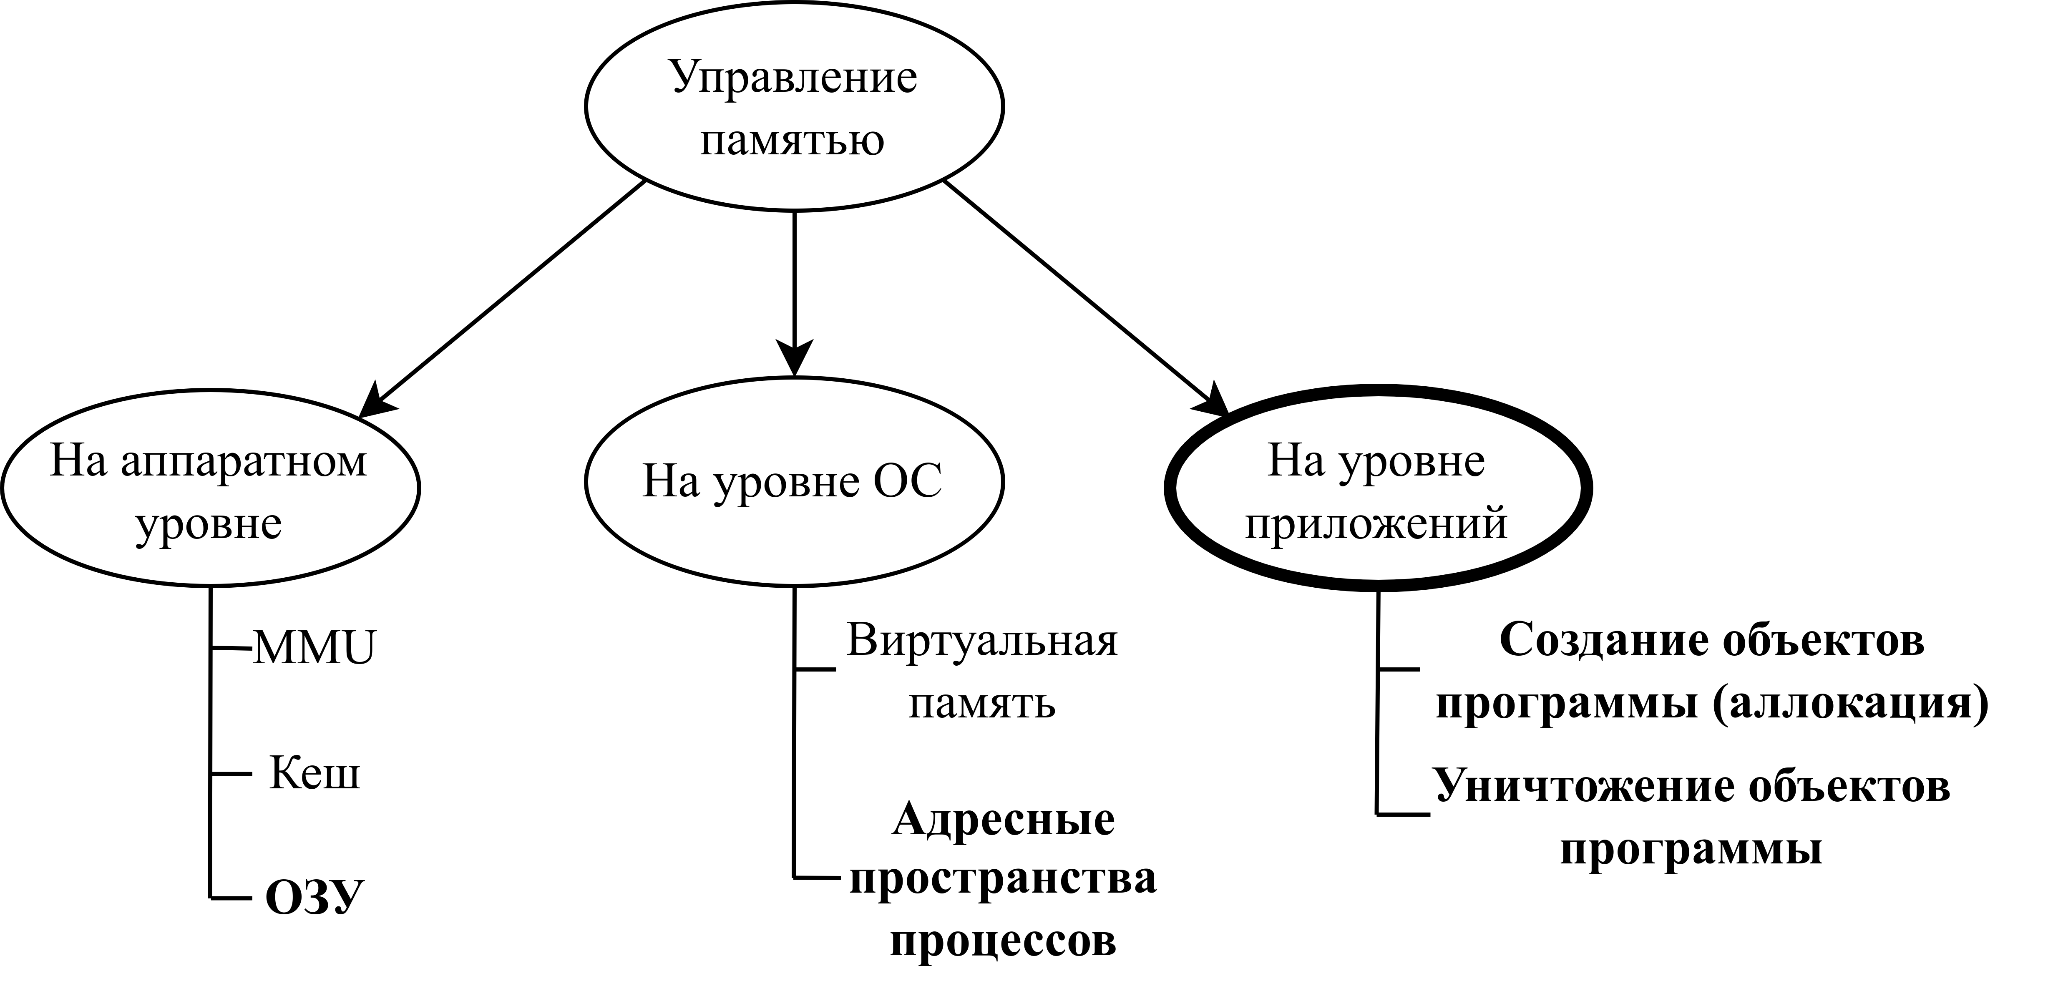 Управление
памятью
На аппаратном
уровне
MMU
Кеш
ОЗУ
На уровне ОС
Виртуальная
память
Адресные
пространства
процессов
На уровне
приложений
Создание объектов
программы (аллокация)
Уничтожение объектов
программы